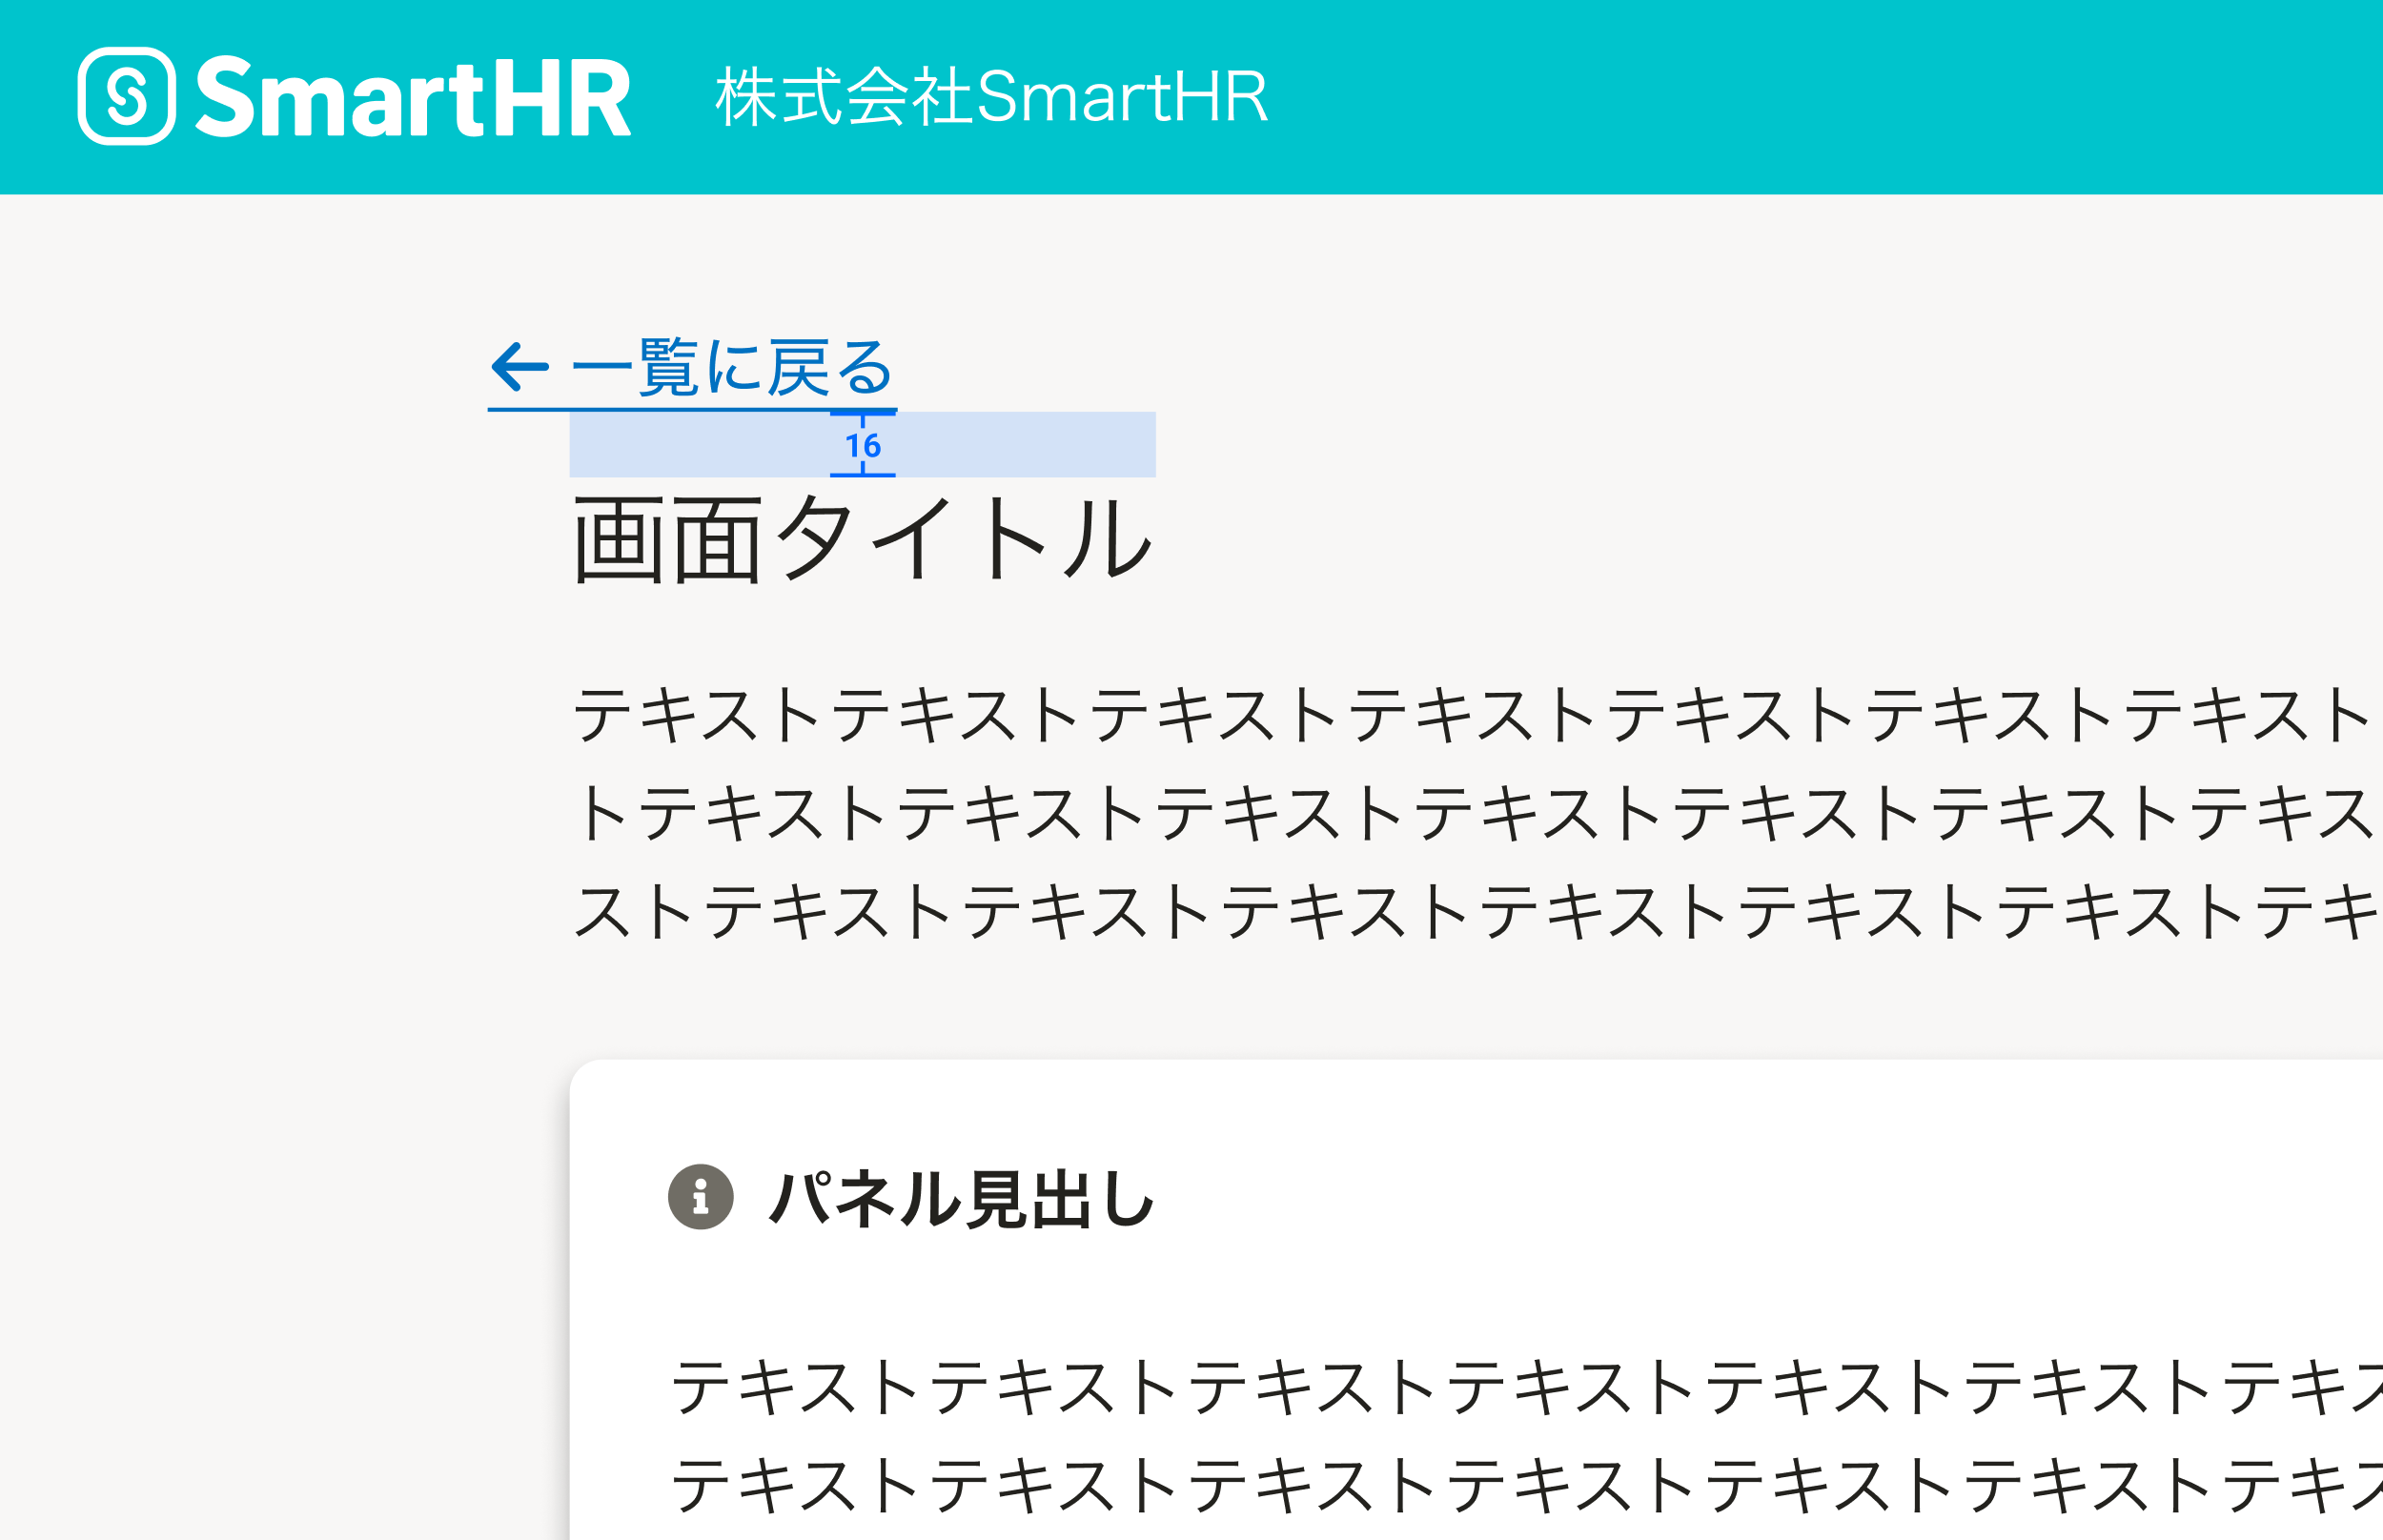 SmartHR 株式会社SmartHR
一覧に戻る
16
画面タイトル
テキストテキストテキストテキストテキストテキストテキスト
トテキストテキストテキストテキストテキストテキストテキス
ストテキストテキストテキストテキストテキストテキストテキ
パネル見出し
テキストテキストテキストテキストテキストテキストテキス
テキストテキストテキストテキストテキストテキストテキス